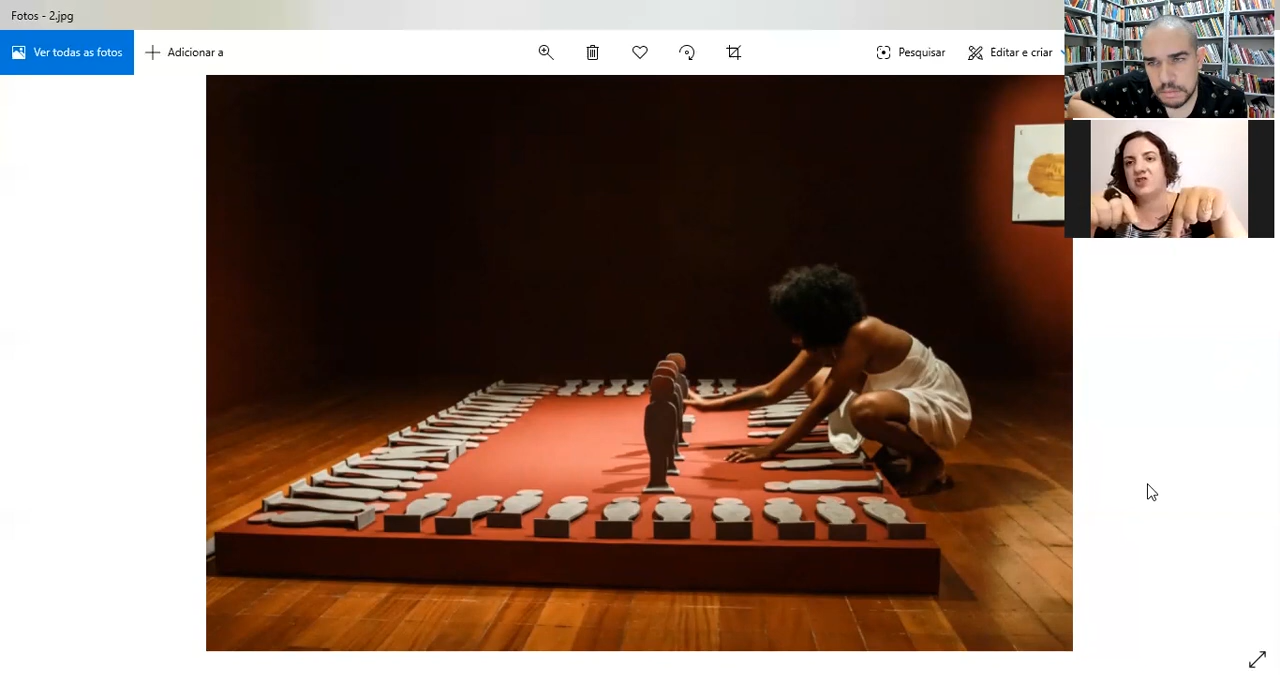 Fotos - 2.jpg
Ver todas as fotos
Adicionar a
Pesquisar
Editar e criar